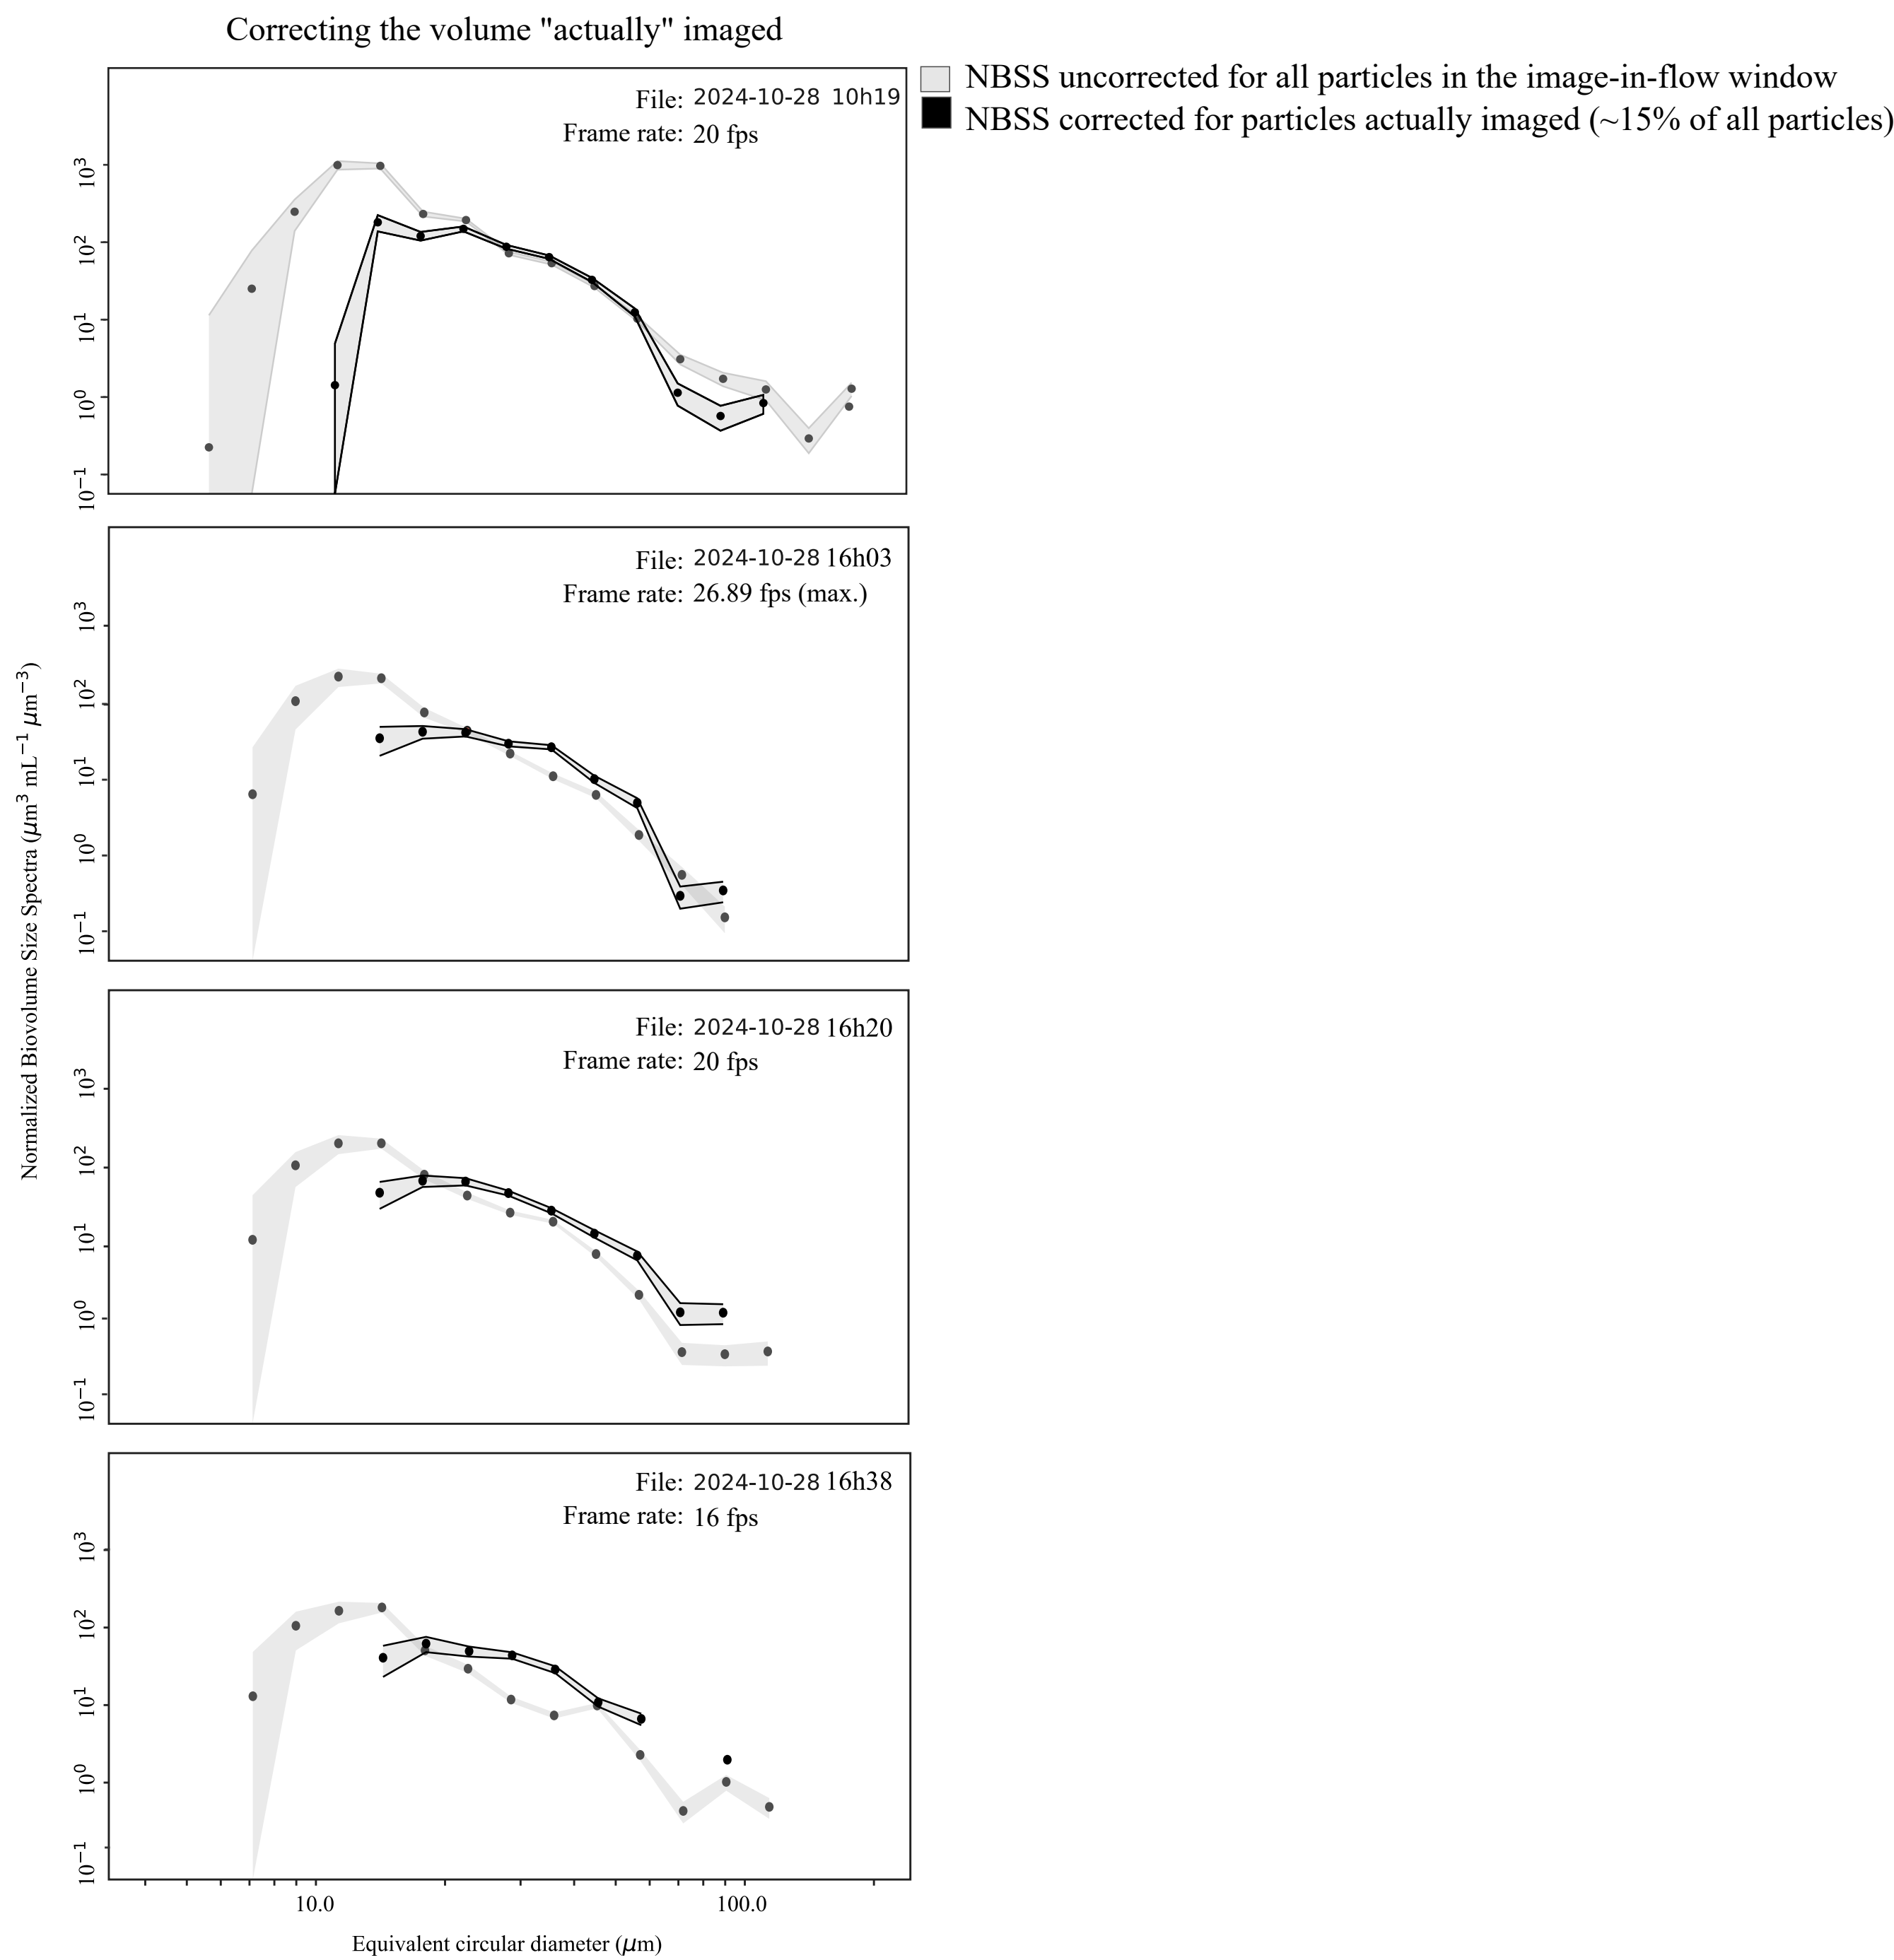 Correcting the volume "actually" imaged
NBSS uncorrected for all particles in the image-in-flow window
NBSS corrected for particles actually imaged (~15% of all particles)
File: 2024-10-28 10h19
Frame rate: 20 fps
10³
10²
10¹
10⁰
10⁻¹
File: 2024-10-28 16h03
Frame rate: 26.89 fps (max.)
10³
10²
10¹
10⁰
10⁻¹
Normalized Biovolume Size Spectra (μm³ mL⁻¹ μm⁻³)
File: 2024-10-28 16h20
Frame rate: 20 fps
10³
10²
10¹
10⁰
10⁻¹
File: 2024-10-28 16h38
Frame rate: 16 fps
10³
10²
10¹
10⁰
10⁻¹
10.0 100.0
Equivalent circular diameter (μm)